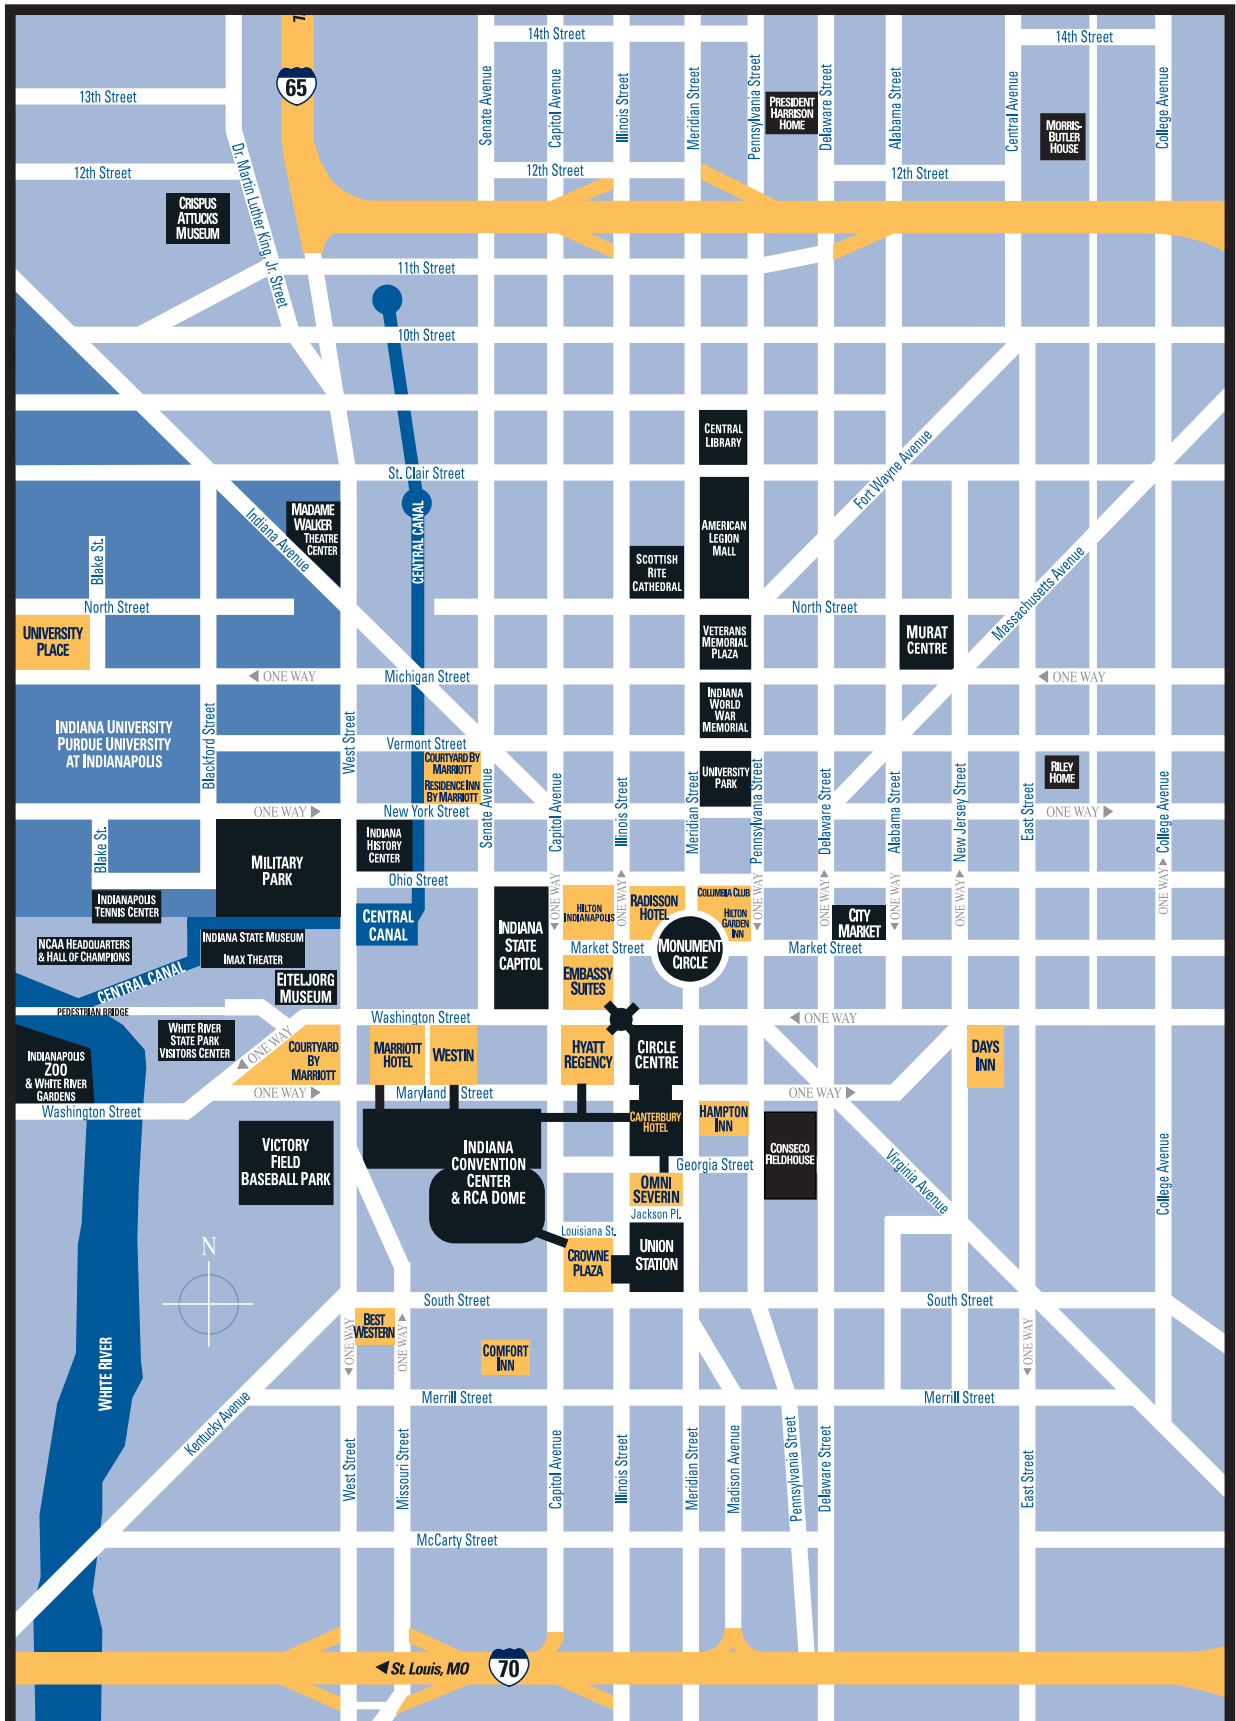 65
14th Street
14th Street
13th Street
12th Street
12th Street
12th Street
Senate Avenue
Capitol Avenue
Illinois Street
Meridian Street
Pennsylvania Street
Delaware Street
Alabama Street
Central Avenue
College Avenue
PRESIDENT
HARRISON
HOME
MORRIS-
BUTLER
HOUSE
Dr. Martin Luther King, Jr. Street
CRISPUS
ATTUCKS
MUSEUM
11th Street
10th Street
CENTRAL
LIBRARY
St. Clair Street
Fort Wayne Avenue
MADAME
WALKER
THEATRE
CENTER
Indiana Avenue
CENTRAL CANAL
AMERICAN
LEGION
MALL
SCOTTISH
RITE
CATHEDRAL
Blake St.
Massachusetts Avenue
North Street
North Street
UNIVERSITY
PLACE
VETERANS
MEMORIAL
PLAZA
MURAT
CENTRE
ONE WAY
Michigan Street
ONE WAY
INDIANA UNIVERSITY
PURDUE UNIVERSITY
AT INDIANAPOLIS
Blackford Street
West Street
INDIANA
WORLD
WAR
MEMORIAL
Vermont Street
COURTYARD BY
MARRIOTT
RESIDENCE INN
BY MARRIOTT
UNIVERSITY
PARK
RILEY
HOME
Senate Avenue
Capitol Avenue
Illinois Street
Meridian Street
Pennsylvania Street
Delaware Street
Alabama Street
New Jersey Street
East Street
College Avenue
ONE WAY
New York Street
ONE WAY
Blake St.
MILITARY
PARK
INDIANA
HISTORY
CENTER
Ohio Street
INDIANAPOLIS
TENNIS CENTER
CENTRAL
CANAL
INDIANA
STATE
CAPITOL
ONE WAY
HILTON
INDIANAPOLIS
ONE WAY
RADISSON
HOTEL
COLUMBIA CLUB
HILTON
GARDEN
INN
ONE WAY
ONE WAY
CITY
MARKET
ONE WAY
ONE WAY
ONE WAY
NCAA HEADQUARTERS
& HALL OF CHAMPIONS
INDIANA STATE MUSEUM
IMAX THEATER
Market Street
MONUMENT
CIRCLE
Market Street
CENTRAL CANAL
EITELJORG
MUSEUM
EMBASSY
SUITES
PEDESTRIAN BRIDGE
Washington Street
ONE WAY
WHITE RIVER
STATE PARK
VISITORS CENTER
ONE WAY
INDIANAPOLIS
ZOO
& WHITE RIVER
GARDENS
COURTYARD
BY
MARRIOTT
MARRIOTT
HOTEL
WESTIN
HYATT
REGENCY
CIRCLE
CENTRE
DAYS
INN
ONE WAY
Maryland Street
ONE WAY
Washington Street
CANTERBURY
HOTEL
HAMPTON
INN
VICTORY
FIELD
BASEBALL PARK
INDIANA
CONVENTION
CENTER
& RCA DOME
Georgia Street
CONSECO
FIELDHOUSE
Virginia Avenue
College Avenue
OMNI
SEVERIN
Jackson Pl.
Louisiana St.
CROWNE
PLAZA
UNION
STATION
N
South Street
South Street
BEST
WESTERN
ONE WAY
ONE WAY
COMFORT
INN
ONE WAY
WHITE RIVER
Merrill Street
Merrill Street
Kentucky Avenue
West Street
Missouri Street
Capitol Avenue
Illinois Street
Meridian Street
Madison Avenue
Pennsylvania Street
Delaware Street
East Street
McCarty Street
St. Louis, MO
70